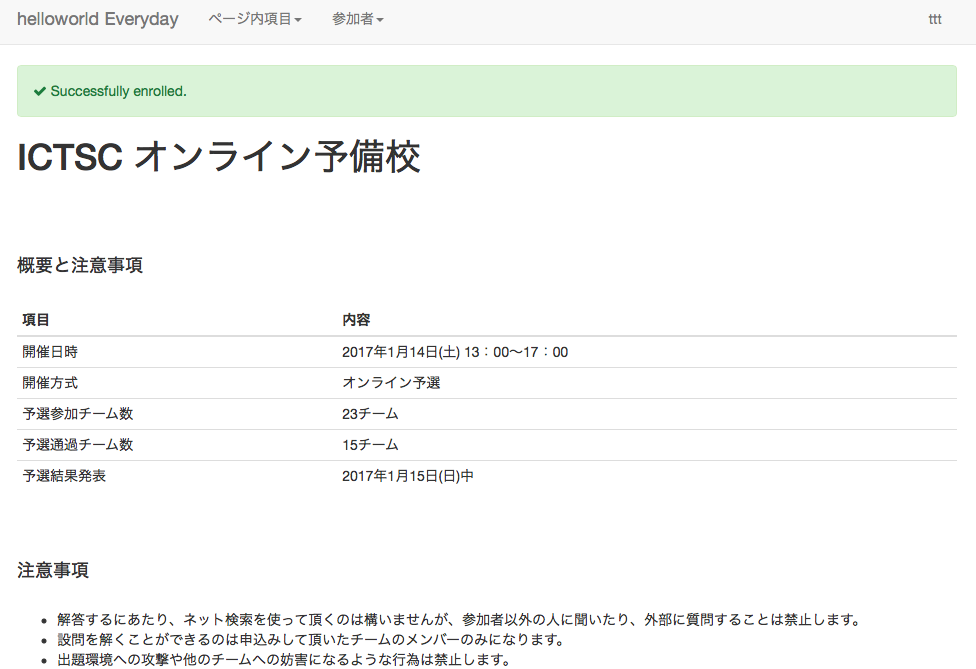 helloworld Everyday ページ内項目 参加者 ttt
Successfully enrolled.
ICTSC オンライン予備校
概要と注意事項
項目 内容
開催日時 2017年1月14日(土) 13：00〜17：00
開催方式 オンライン予選
予選参加チーム数 23チーム
予選通過チーム数 15チーム
予選結果発表 2017年1月15日(日)中
注意事項
• 解答するにあたり、ネット検索を使って頂くのは構いませんが、参加者以外の人に聞いたり、外部に質問することは禁止します。
• 設問を解くことができるのは申込みして頂いたチームのメンバーのみになります。
• 出題環境への攻撃や他のチームへの妨害になるような行為は禁止します。